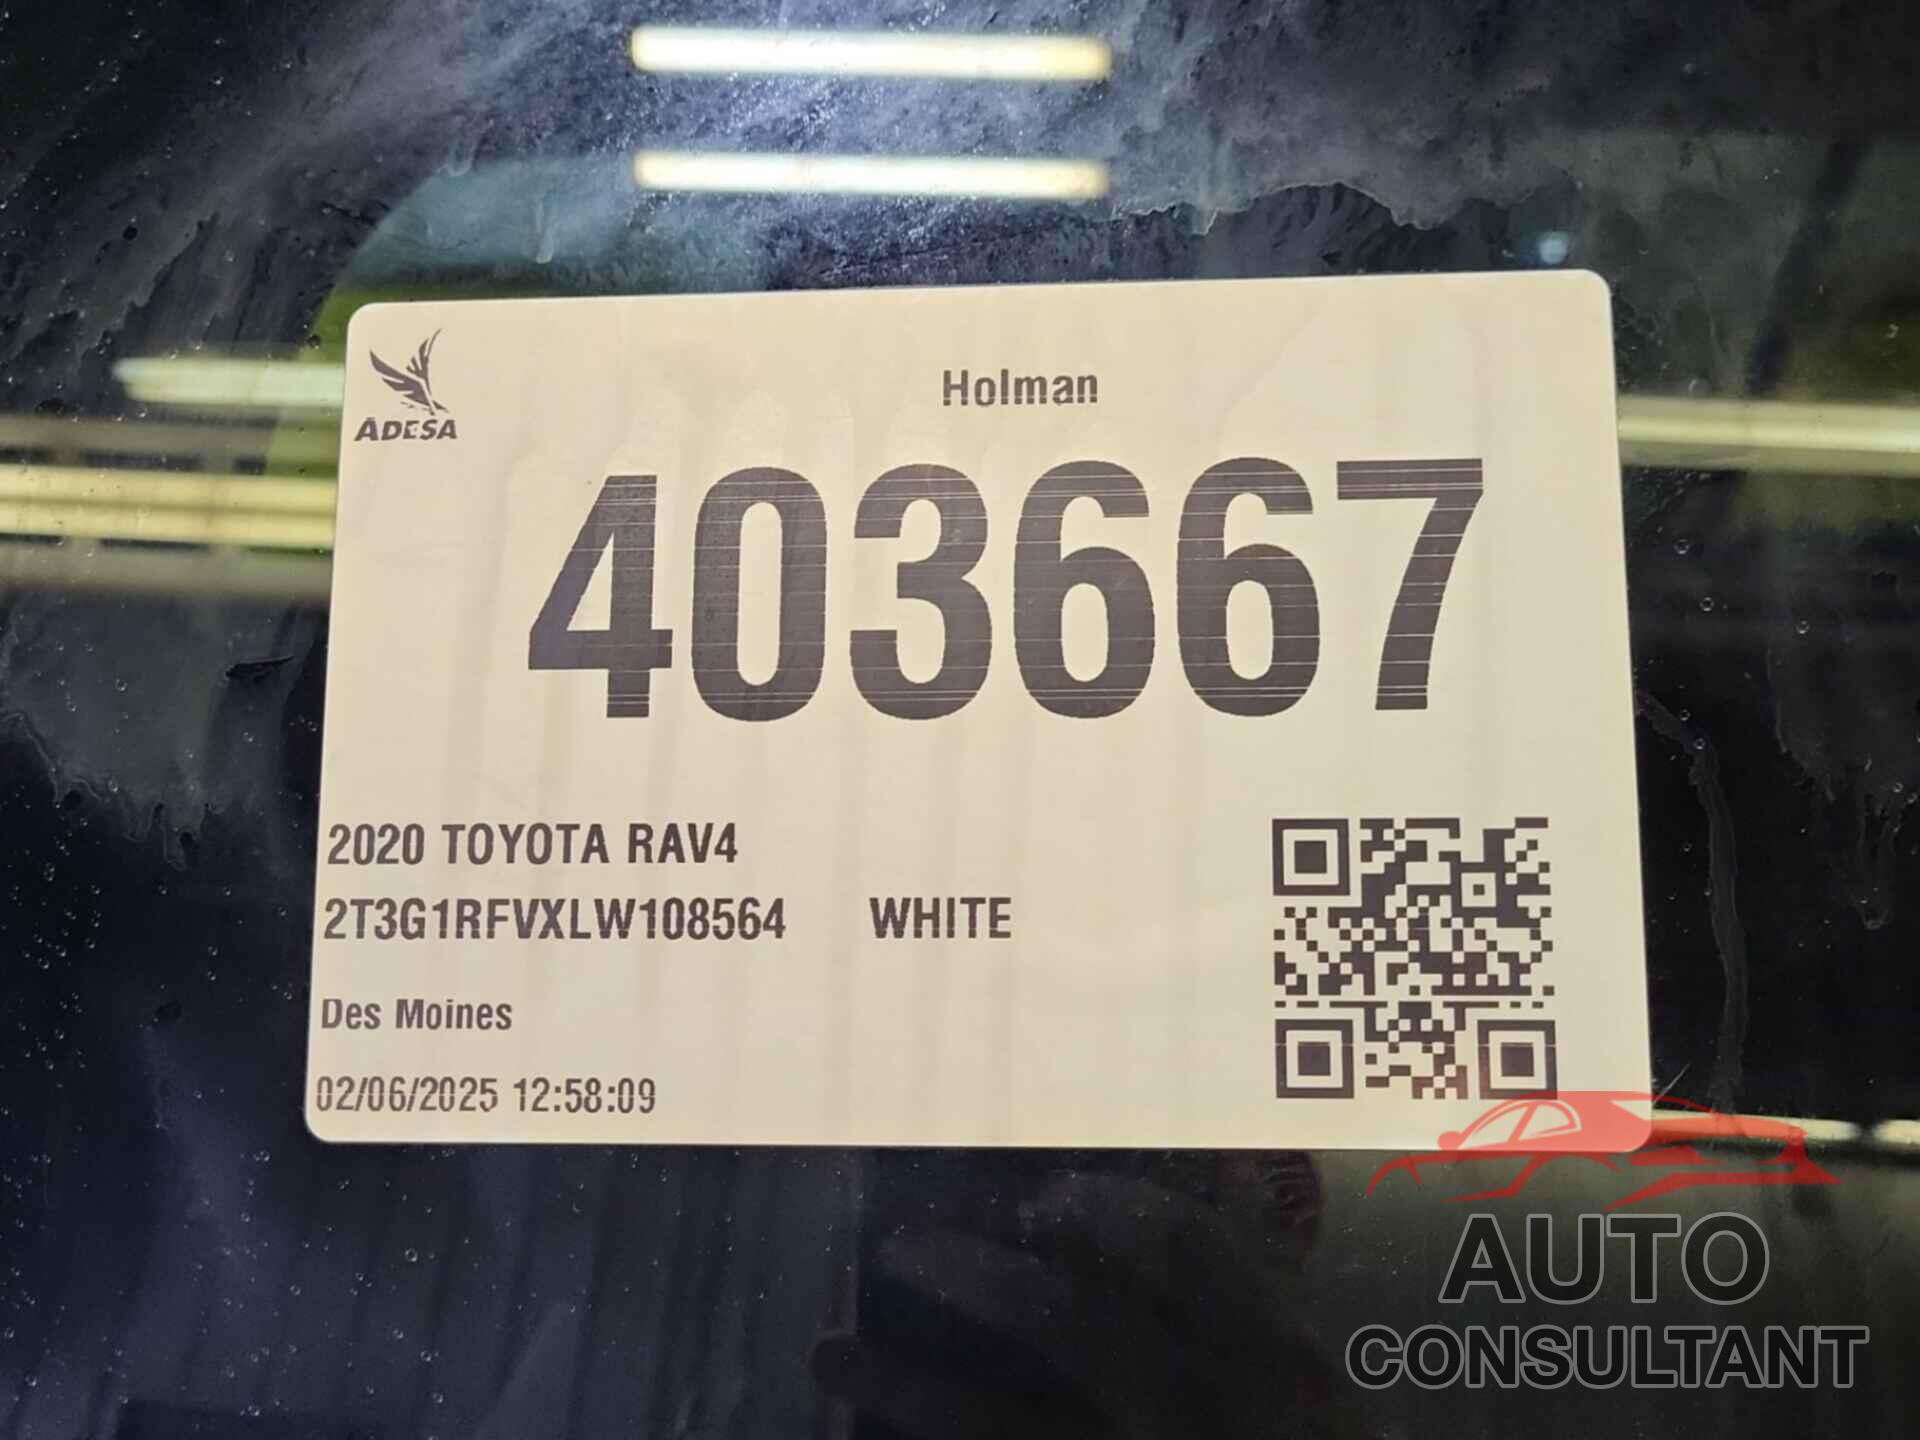 ADESA
Holman
403667
2020 TOYOTA RAV4
2T3G1RFVXLW108564 WHITE
Des Moines
02/06/2025 12:58:09
AUTO
CONSULTANT